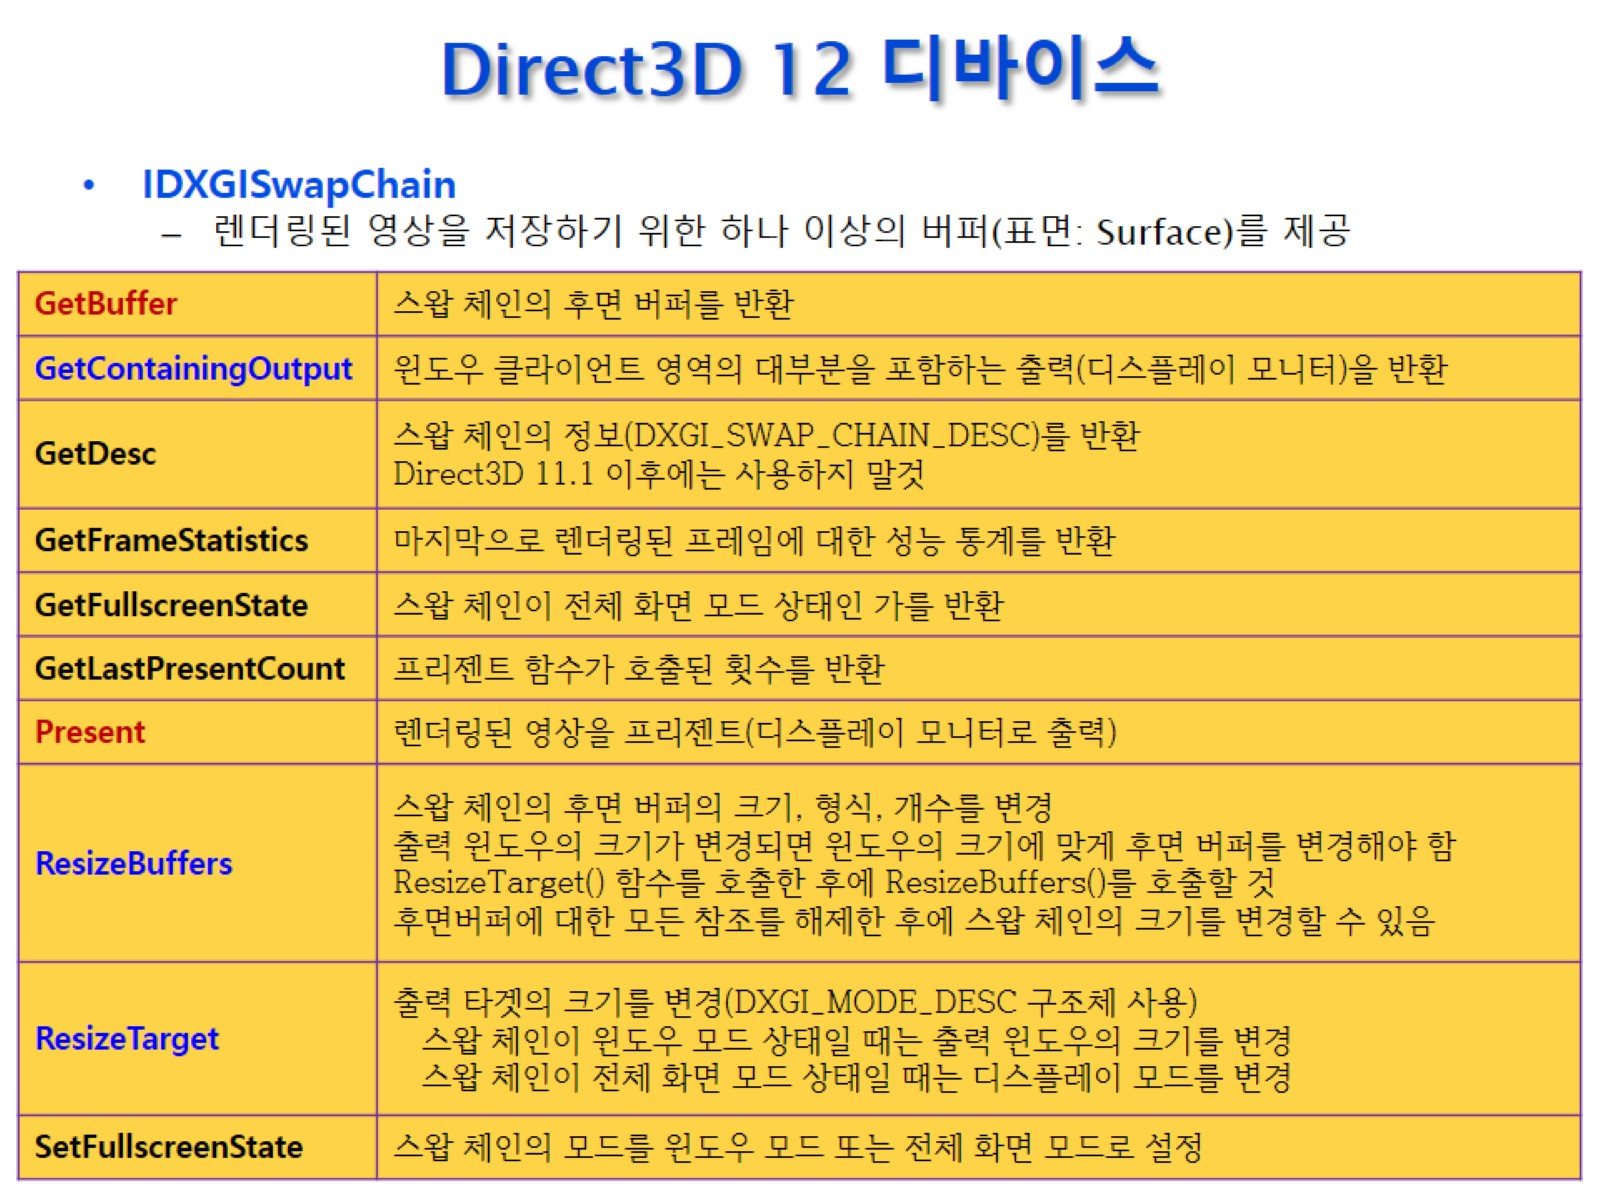 Direct3D 12 디바이스
• IDXGISwapChain
– 렌더링된 영상을 저장하기 위한 하나 이상의 버퍼(표면: Surface)를 제공
GetBuffer 스왑 체인의 후면 버퍼를 반환
GetContainingOutput 윈도우 클라이언트 영역의 대부분을 포함하는 출력(디스플레이 모니터)을 반환
GetDesc 스왑 체인의 정보(DXGI_SWAP_CHAIN_DESC)를 반환
Direct3D 11.1 이후에는 사용하지 말것
GetFrameStatistics 마지막으로 렌더링된 프레임에 대한 성능 통계를 반환
GetFullscreenState 스왑 체인이 전체 화면 모드 상태인 가를 반환
GetLastPresentCount 프리젠트 함수가 호출된 횟수를 반환
Present 렌더링된 영상을 프리젠트(디스플레이 모니터로 출력)
ResizeBuffers 스왑 체인의 후면 버퍼의 크기, 형식, 개수를 변경
출력 윈도우의 크기가 변경되면 윈도우의 크기에 맞게 후면 버퍼를 변경해야 함
ResizeTarget() 함수를 호출한 후에 ResizeBuffers()를 호출할 것
후면버퍼에 대한 모든 참조를 해제한 후에 스왑 체인의 크기를 변경할 수 있음
ResizeTarget 출력 타겟의 크기를 변경(DXGI_MODE_DESC 구조체 사용)
스왑 체인이 윈도우 모드 상태일 때는 출력 윈도우의 크기를 변경
스왑 체인이 전체 화면 모드 상태일 때는 디스플레이 모드를 변경
SetFullscreenState 스왑 체인의 모드를 윈도우 모드 또는 전체 화면 모드로 설정